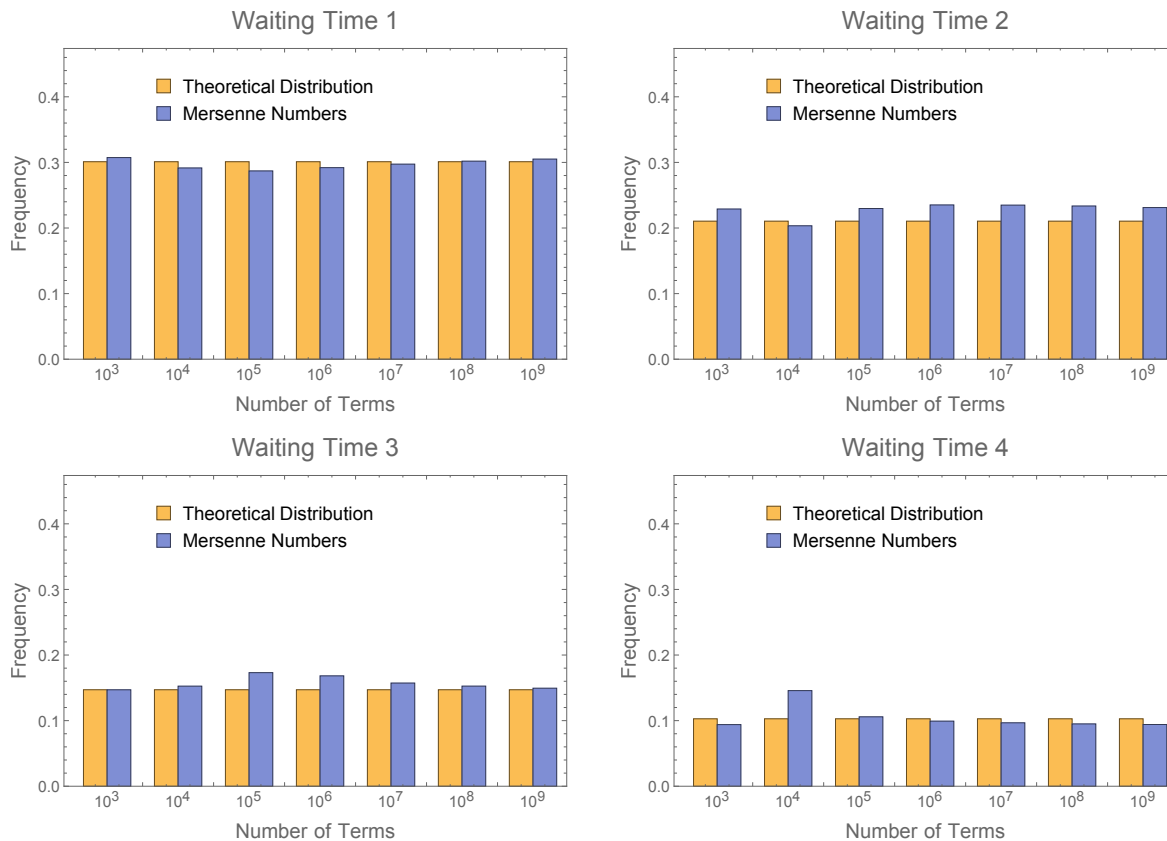 Waiting Time 1
Theoretical Distribution
Mersenne Numbers
Frequency
0.4
0.3
0.2
0.1
0.0
10³ 10⁴ 10⁵ 10⁶ 10⁷ 10⁸ 10⁹
Number of Terms
Waiting Time 2
Theoretical Distribution
Mersenne Numbers
Frequency
0.4
0.3
0.2
0.1
0.0
10³ 10⁴ 10⁵ 10⁶ 10⁷ 10⁸ 10⁹
Number of Terms
Waiting Time 3
Theoretical Distribution
Mersenne Numbers
Frequency
0.4
0.3
0.2
0.1
0.0
10³ 10⁴ 10⁵ 10⁶ 10⁷ 10⁸ 10⁹
Number of Terms
Waiting Time 4
Theoretical Distribution
Mersenne Numbers
Frequency
0.4
0.3
0.2
0.1
0.0
10³ 10⁴ 10⁵ 10⁶ 10⁷ 10⁸ 10⁹
Number of Terms